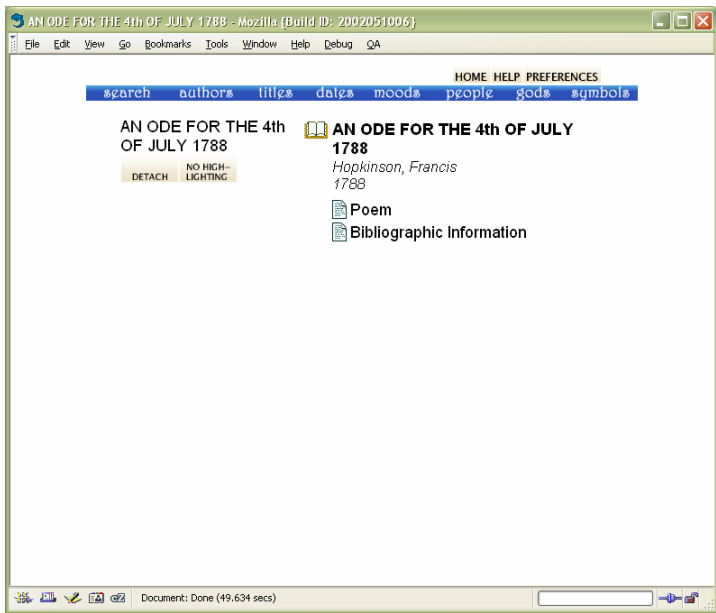 AN ODE FOR THE 4th OF JULY 1788 - Mozilla {Build ID: 2002051006}
File Edit View Go Bookmarks Tools Window Help Debug QA
HOME HELP PREFERENCES
search authors titles dates moods people gods symbols
AN ODE FOR THE 4th
OF JULY 1788
DETACH
NO HIGH–
LIGHTING
AN ODE FOR THE 4th OF JULY
1788
Hopkinson, Francis
1788
Poem
Bibliographic Information
Document: Done (49.634 secs)